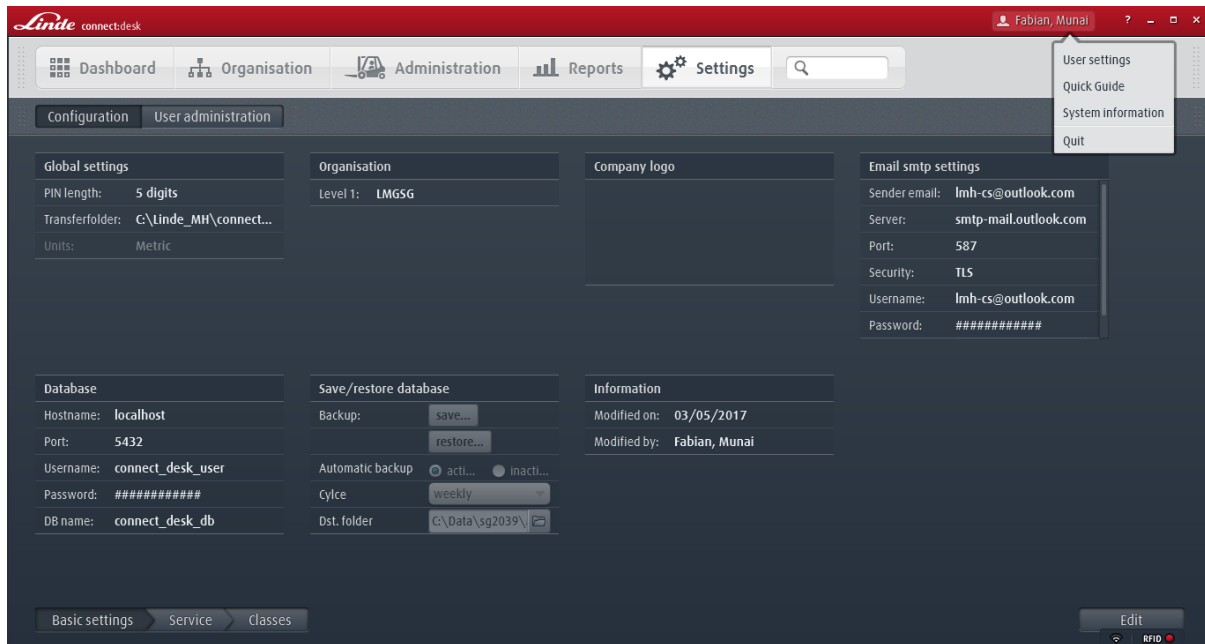 Linde connect:desk
Fabian, Munai
?
Dashboard
Organisation
Administration
Reports
Settings
User settings
Quick Guide
System information
Quit
Configuration
User administration
Global settings
PIN length: 5 digits
Transferfolder: C:\Linde_MH\connect...
Units: Metric
Organisation
Level 1: LMGSG
Company logo
Email smtp settings
Sender email: lmh-cs@outlook.com
Server: smtp-mail.outlook.com
Port: 587
Security: TLS
Username: lmh-cs@outlook.com
Password: ############
Database
Hostname: localhost
Port: 5432
Username: connect_desk_user
Password: ############
DB name: connect_desk_db
Save/restore database
Backup: save...
restore...
Automatic backup acti... inacti...
Cylce weekly
Dst. folder C:\Data\sg2039\
Information
Modified on: 03/05/2017
Modified by: Fabian, Munai
Basic settings
Service
Classes
Edit
RFID